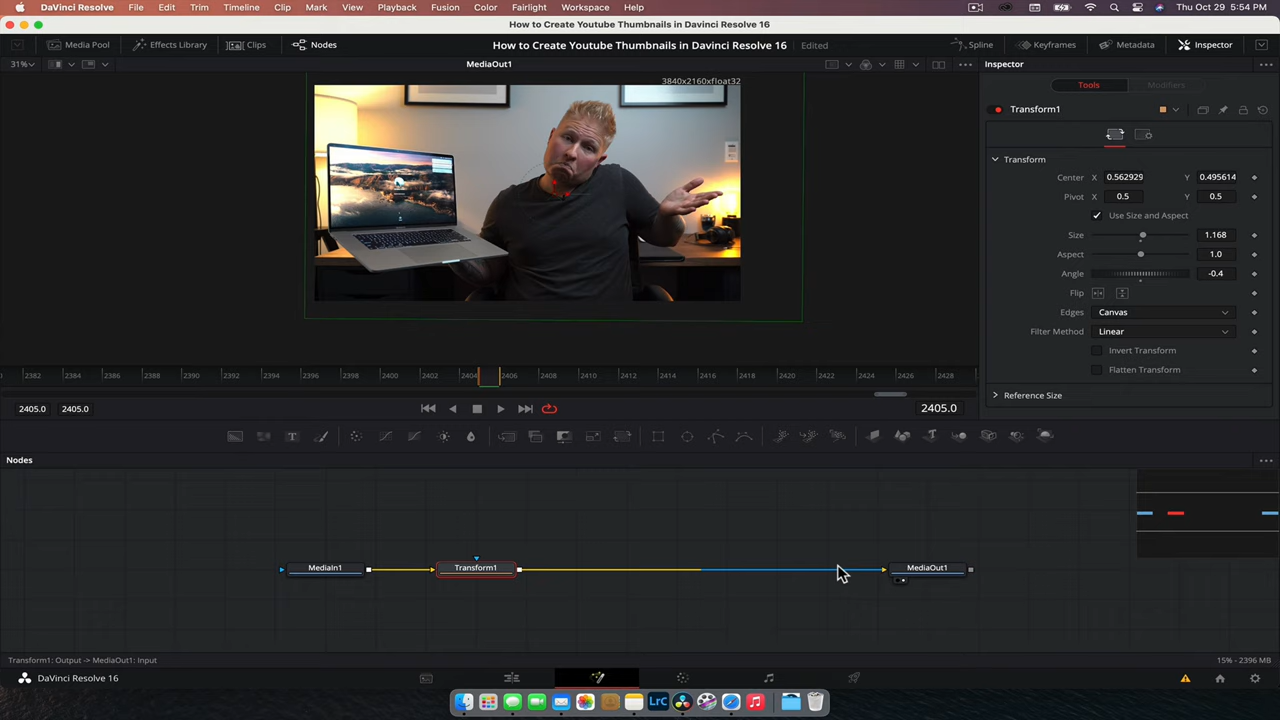 DaVinci Resolve File Edit Trim Timeline Clip Mark View Playback Fusion Color Fairlight Workspace Help Thu Oct 29 5:54 PM
How to Create Youtube Thumbnails in Davinci Resolve 16
Media Pool Effects Library Clips Nodes How to Create Youtube Thumbnails in Davinci Resolve 16 Edited Spline Keyframes Metadata Inspector
31% MediaOut1 Inspector
3840x2160xfloat32
Tools Modifiers
Transform1
Transform
Center X 0.562929 Y 0.495614
Pivot X 0.5 Y 0.5
Use Size and Aspect
Size 1.168
Aspect 1.0
Angle -0.4
Flip
Edges Canvas
Filter Method Linear
Invert Transform
Flatten Transform
Reference Size
2382 2384 2386 2388 2390 2392 2394 2396 2398 2400 2402 2404 2406 2408 2410 2412 2414 2416 2418 2420 2422 2424 2426 2428
2405.0 2405.0 2405.0
T
Nodes
MediaIn1 Transform1 MediaOut1
Transform1: Output -> MediaOut1: Input 15% - 2396 MB
DaVinci Resolve 16
LrC